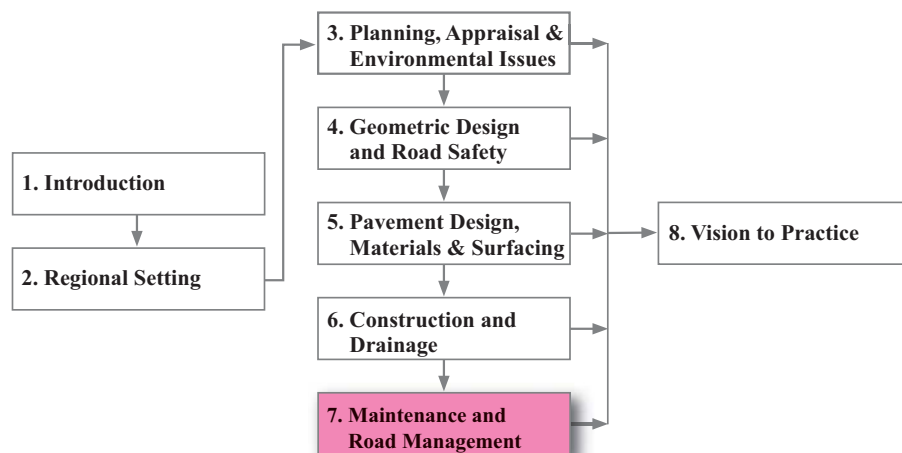 1. Introduction
2. Regional Setting
3. Planning, Appraisal &
Environmental Issues
4. Geometric Design
and Road Safety
5. Pavement Design,
Materials & Surfacing
6. Construction and
Drainage
7. Maintenance and
Road Management
8. Vision to Practice